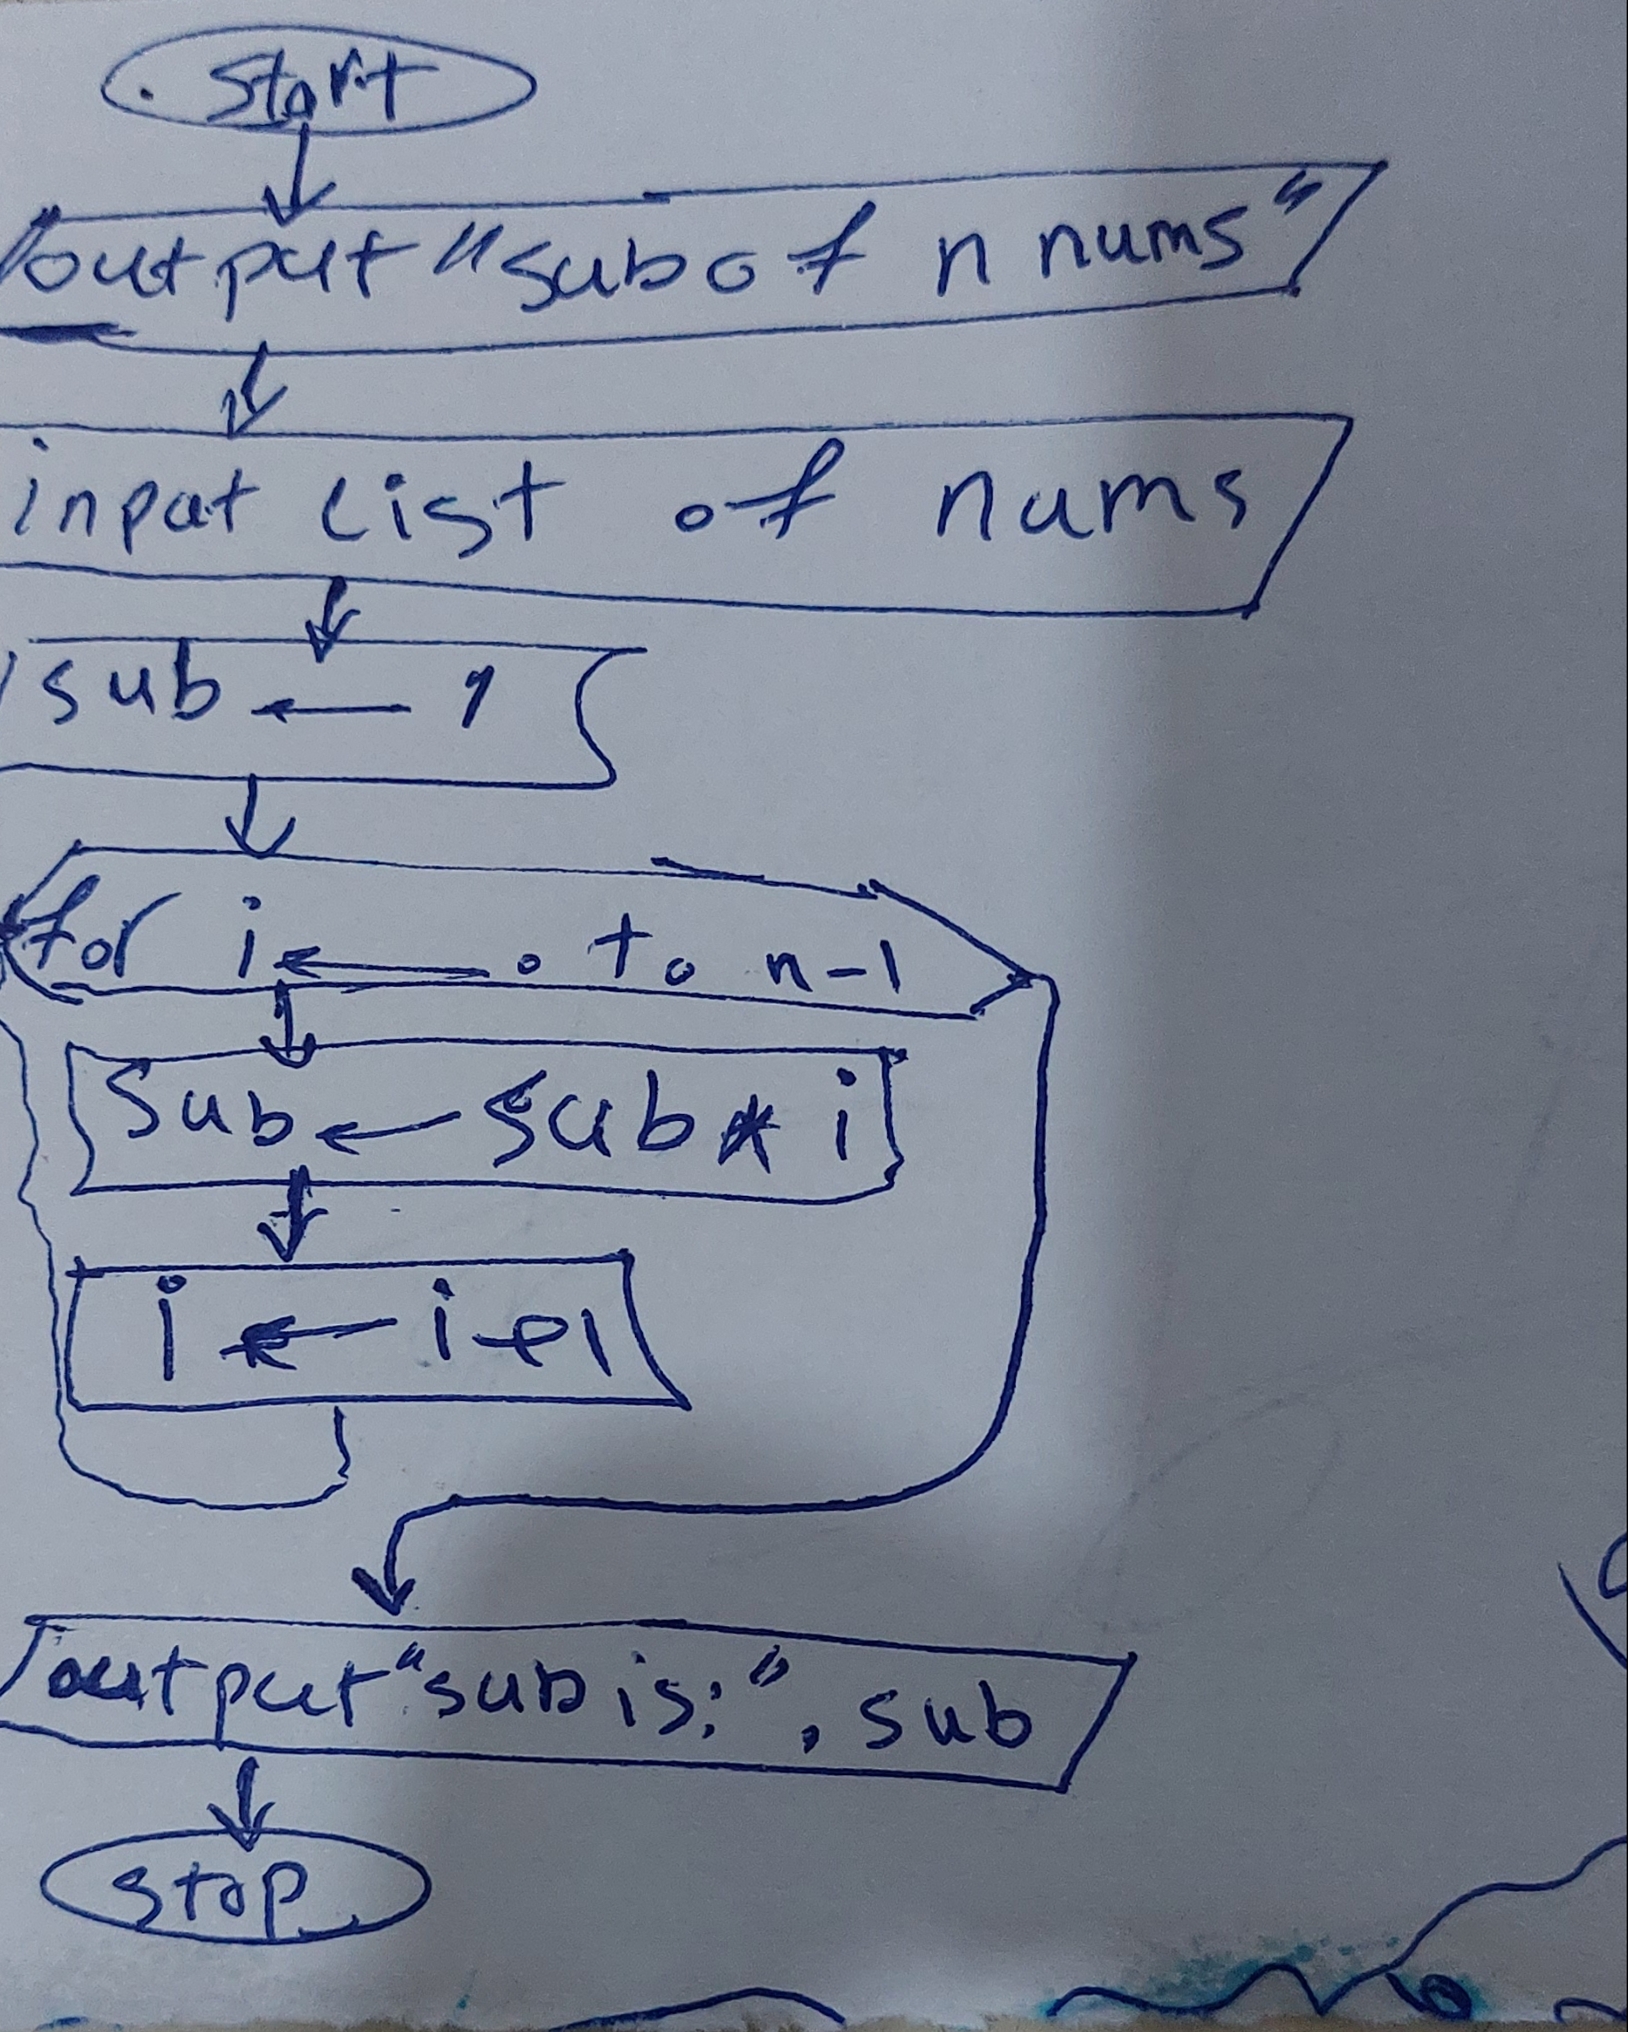 start
output "sub of n nums"
input list of nums
sub ← 1
for i ← 0 to n-1
sub ← sub * i
i ← i+1
output "sub is:", sub
stop